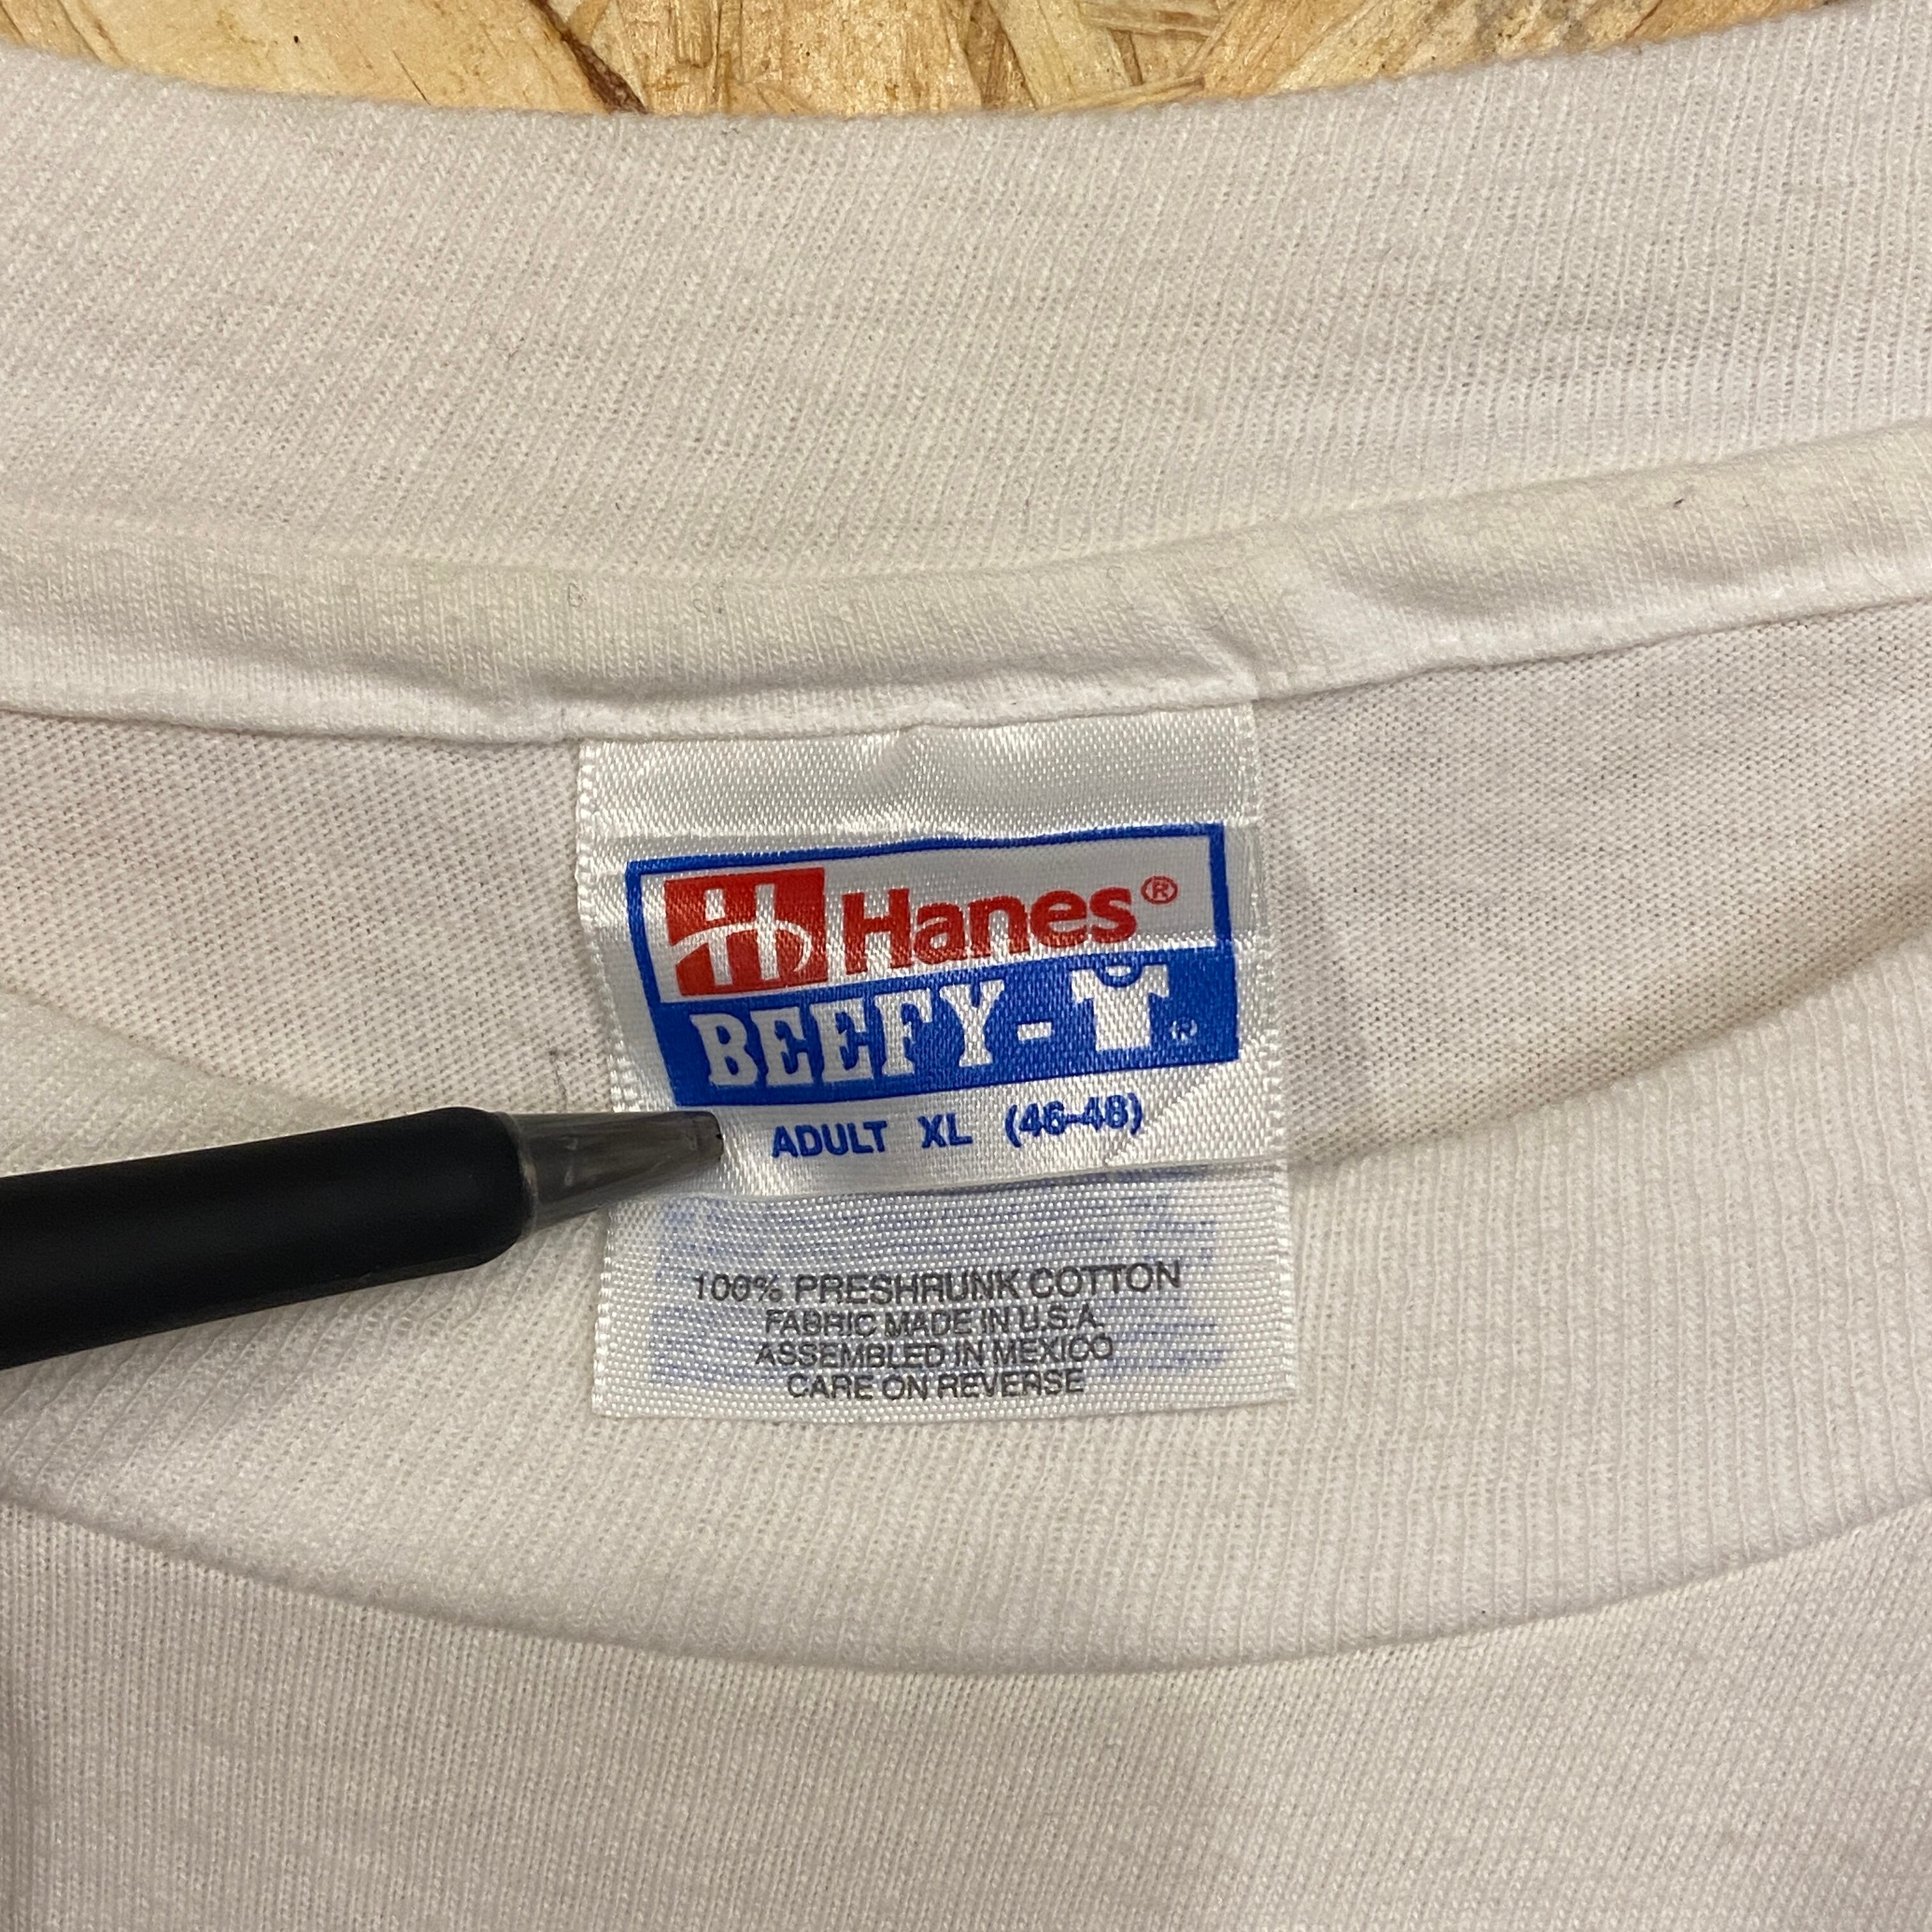 Hanes®
BEEFY-T®
ADULT XL (46-48)
100% PRESHRUNK COTTON
FABRIC MADE IN U.S.A.
ASSEMBLED IN MEXICO
CARE ON REVERSE